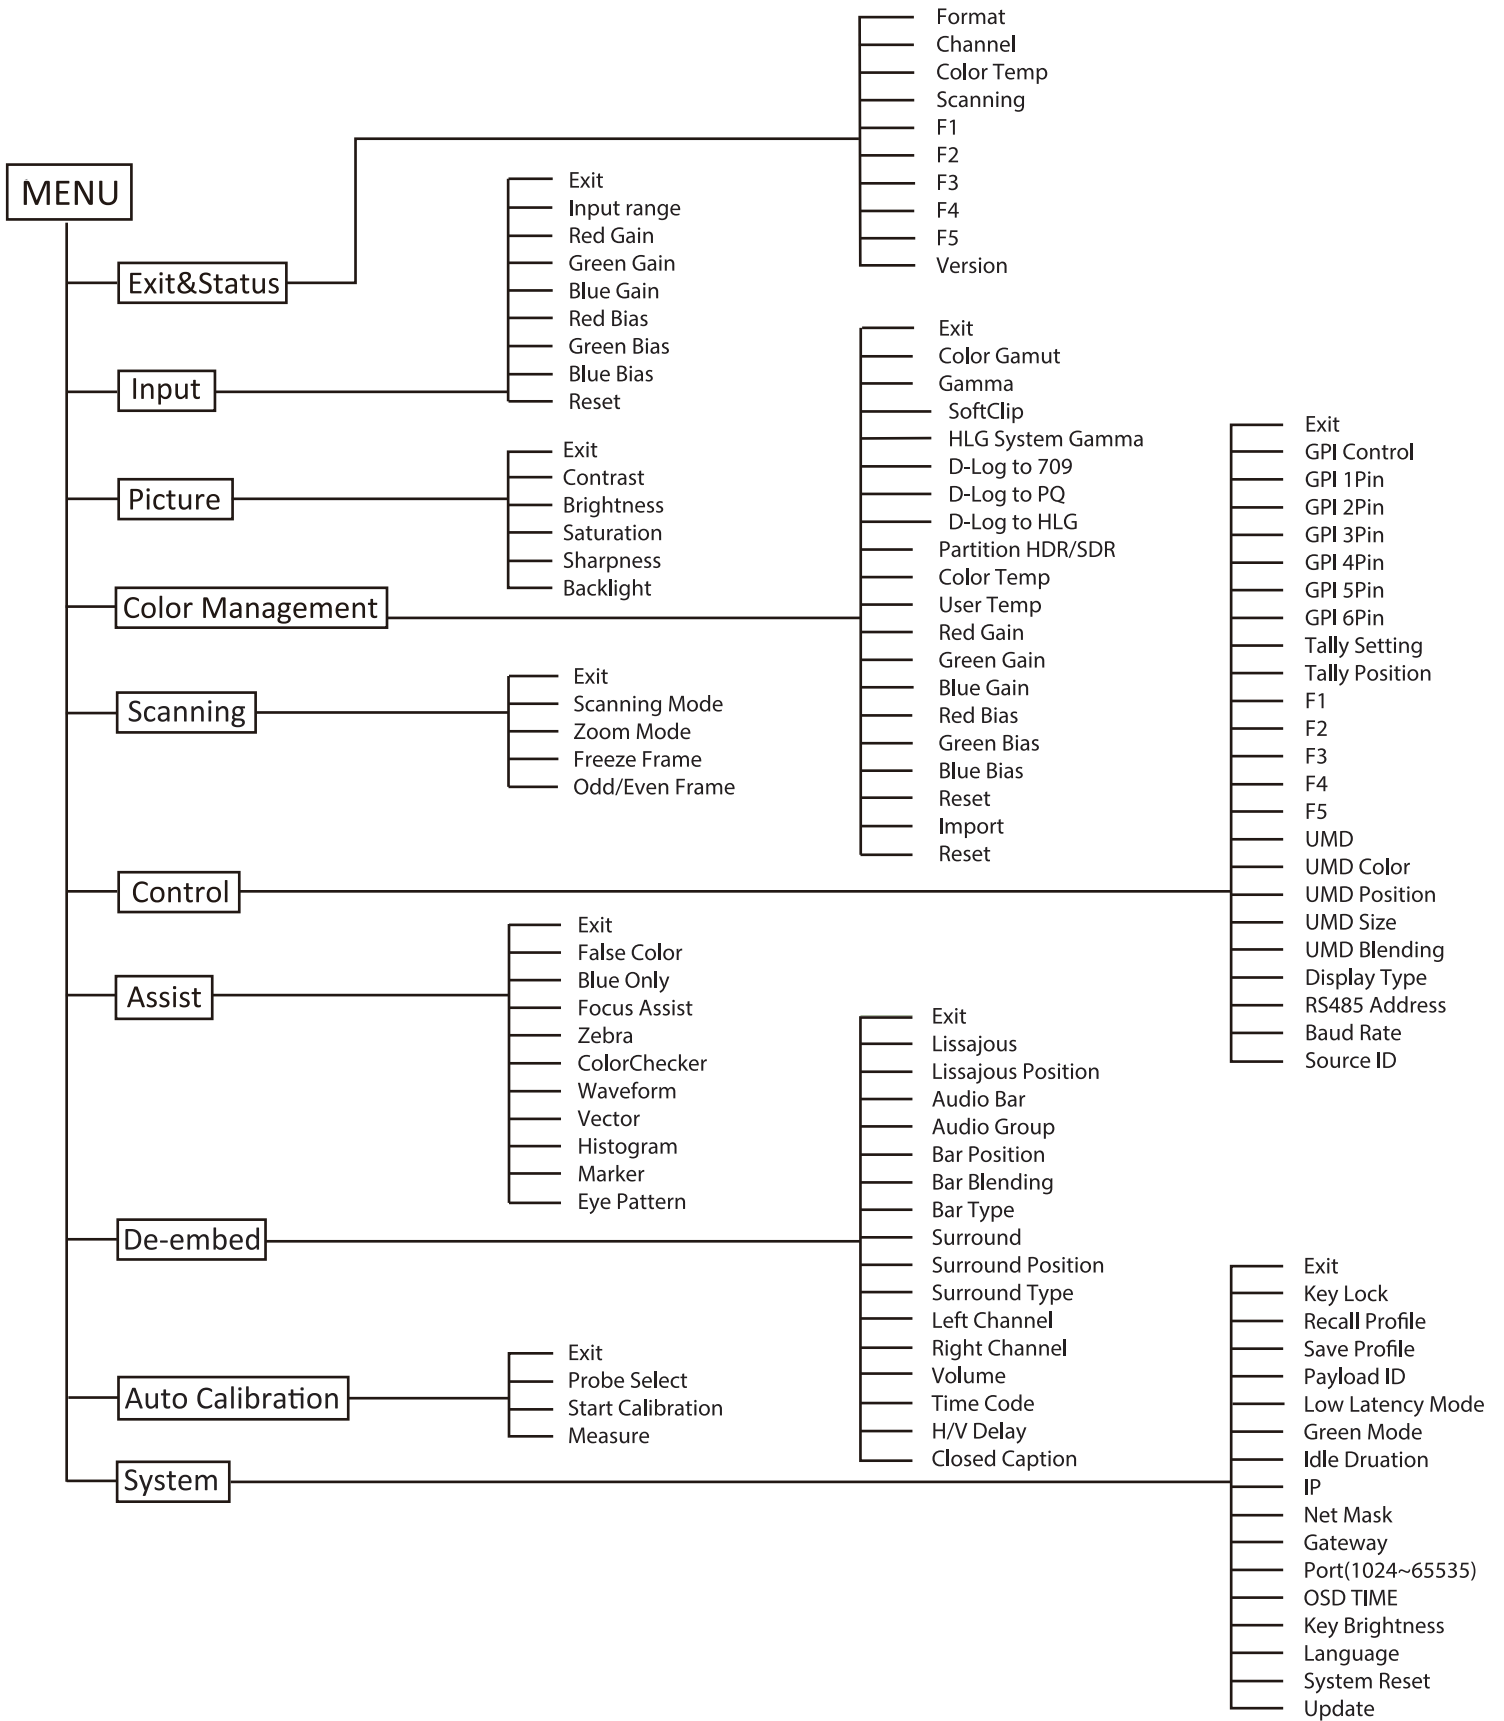 MENU
Exit&Status
Format
Channel
Color Temp
Scanning
F1
F2
F3
F4
F5
Version
Input
Exit
Input range
Red Gain
Green Gain
Blue Gain
Red Bias
Green Bias
Blue Bias
Reset
Picture
Exit
Contrast
Brightness
Saturation
Sharpness
Backlight
Color Management
Exit
Color Gamut
Gamma
SoftClip
HLG System Gamma
D-Log to 709
D-Log to PQ
D-Log to HLG
Partition HDR/SDR
Color Temp
User Temp
Red Gain
Green Gain
Blue Gain
Red Bias
Green Bias
Blue Bias
Reset
Import
Reset
Scanning
Exit
Scanning Mode
Zoom Mode
Freeze Frame
Odd/Even Frame
Control
Exit
GPI Control
GPI 1Pin
GPI 2Pin
GPI 3Pin
GPI 4Pin
GPI 5Pin
GPI 6Pin
Tally Setting
Tally Position
F1
F2
F3
F4
F5
UMD
UMD Color
UMD Position
UMD Size
UMD Blending
Display Type
RS485 Address
Baud Rate
Source ID
Assist
Exit
False Color
Blue Only
Focus Assist
Zebra
ColorChecker
Waveform
Vector
Histogram
Marker
Eye Pattern
De-embed
Exit
Lissajous
Lissajous Position
Audio Bar
Audio Group
Bar Position
Bar Blending
Bar Type
Surround
Surround Position
Surround Type
Left Channel
Right Channel
Volume
Time Code
H/V Delay
Closed Caption
Auto Calibration
Exit
Probe Select
Start Calibration
Measure
System
Exit
Key Lock
Recall Profile
Save Profile
Payload ID
Low Latency Mode
Green Mode
Idle Druation
IP
Net Mask
Gateway
Port(1024~65535)
OSD TIME
Key Brightness
Language
System Reset
Update